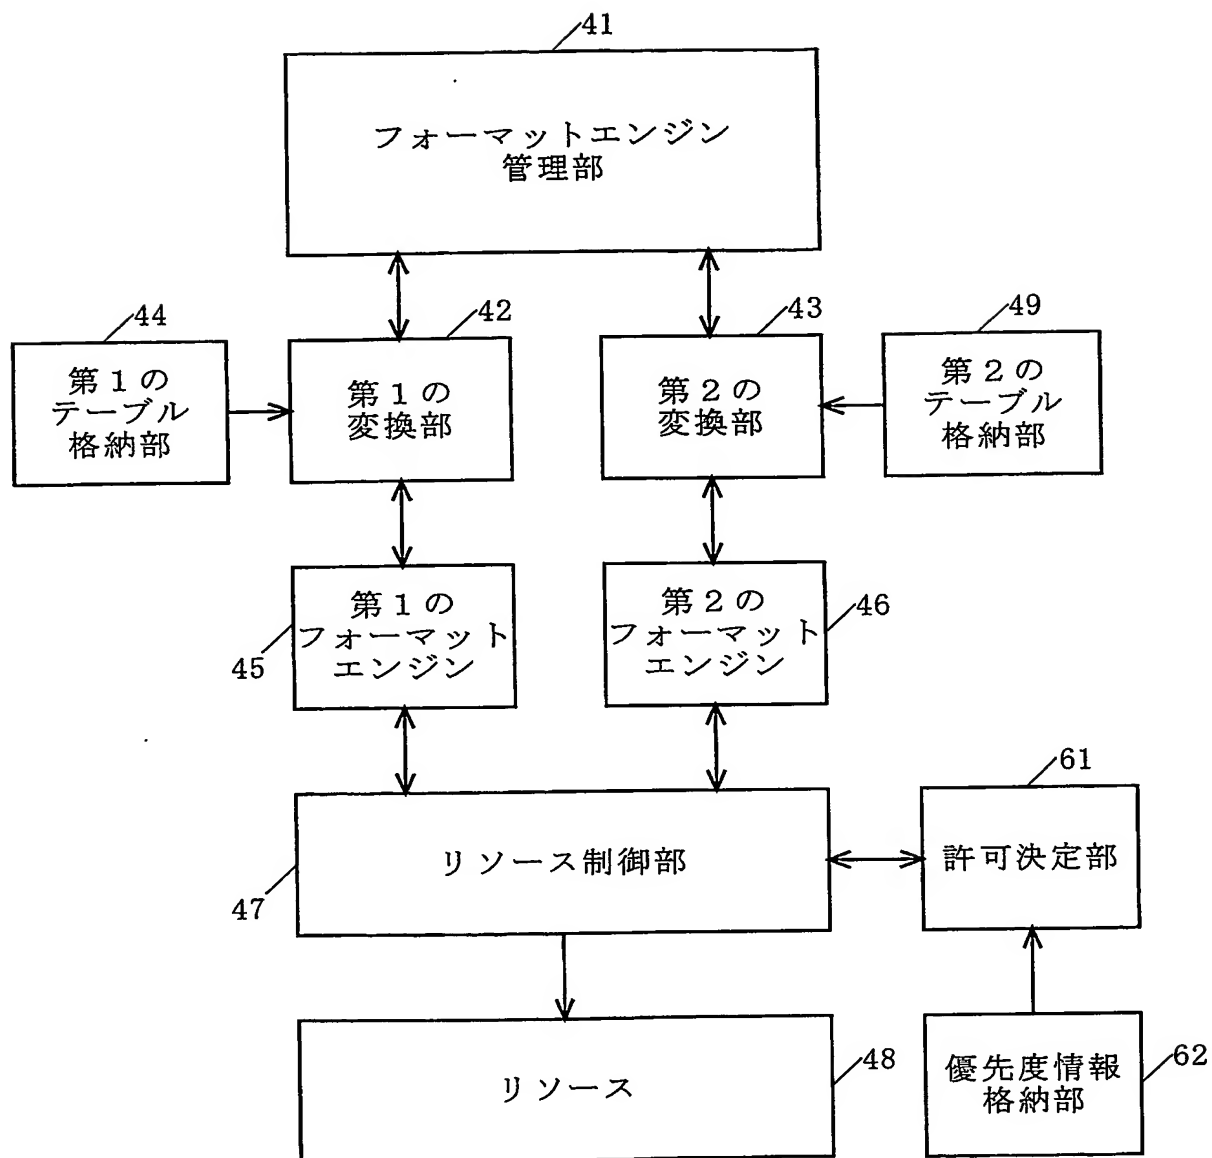 41
フォーマットエンジン
管理部
44
42
43
49
第1の
テーブル
格納部
第1の
変換部
第2の
変換部
第2の
テーブル
格納部
第1の
フォーマット
エンジン
45
第2の
フォーマット
エンジン
46
61
リソース制御部
47
許可決定部
リソース
48
優先度情報
格納部
62